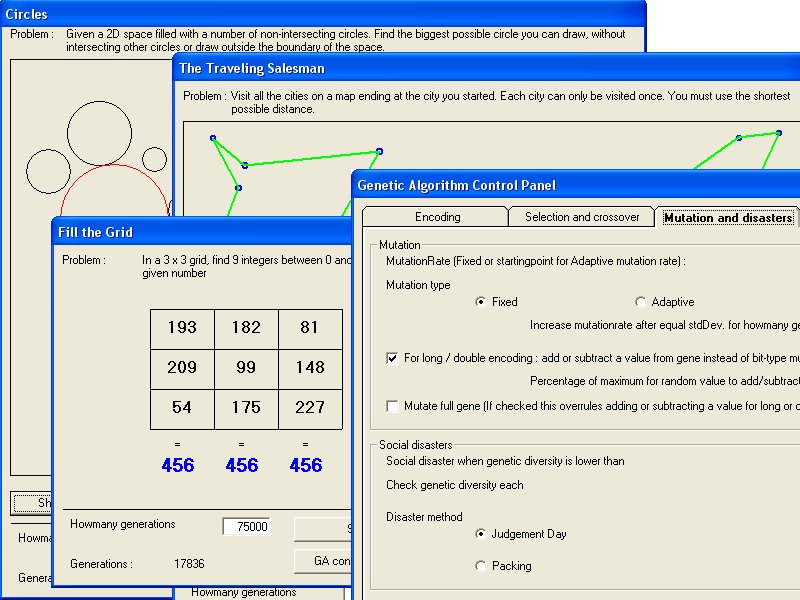 Circles
Problem : Given a 2D space filled with a number of non-intersecting circles. Find the biggest possible circle you can draw, without
intersecting other circles or draw outside the boundary of the space.
The Traveling Salesman
Problem : Visit all the cities on a map ending at the city you started. Each city can only be visited once. You must use the shortest
possible distance.
Genetic Algorithm Control Panel
Encoding Selection and crossover Mutation and disasters
Mutation
MutationRate (Fixed or startingpoint for Adaptive mutation rate) :
Mutation type
Fixed Adaptive
Increase mutationrate after equal stdDev. for howmany ge
For long / double encoding : add or subtract a value from gene instead of bit-type mu
Percentage of maximum for random value to add/subtract
Mutate full gene (If checked this overrules adding or subtracting a value for long or d
Social disasters
Social disaster when genetic diversity is lower than
Check genetic diversity each
Disaster method
Judgement Day
Packing
Fill the Grid
Problem : In a 3 x 3 grid, find 9 integers between 0 and
given number
193 182 81
209 99 148
54 175 227
= = =
456 456 456
Howmany generations 75000 S
Generations : 17836 GA con
Sh
Howma
Genera
Howmany generations